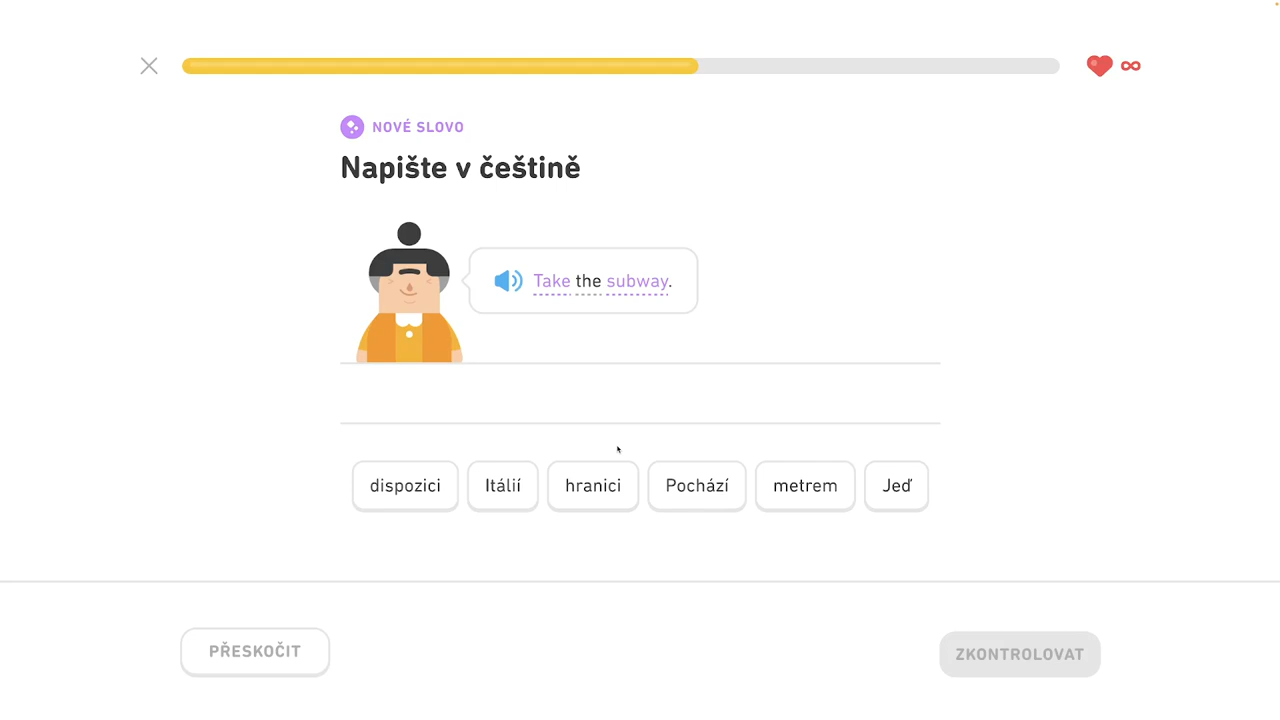 NOVÉ SLOVO
Napište v češtině
Take the subway.
dispozici Itálií hranici Pochází metrem Jeď
PŘESKOČIT ZKONTROLOVAT